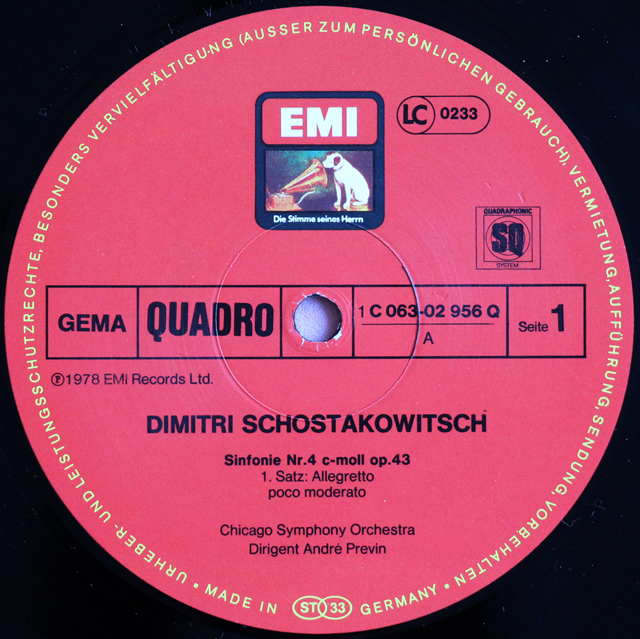 URHEBER- UND LEISTUNGSSCHUTZRECHTE, BESONDERS VERVIELFÄLTIGUNG (AUSSER ZUM PERSÖNLICHEN GEBRAUCH), VERMIETUNG, AUFFÜHRUNG, SENDUNG, VORBEHALTEN
EMI
LC 0233
Die Stimme seines Herrn
QUADRAPHONIC
SQ
SYSTEM
GEMA
QUADRO
1 C 063-02 956 Q
A
Seite 1
℗1978 EMI Records Ltd.
DIMITRI SCHOSTAKOWITSCH
Sinfonie Nr.4 c-moll op.43
1. Satz: Allegretto
poco moderato
Chicago Symphony Orchestra
Dirigent André Previn
• MADE IN ST 33 GERMANY •